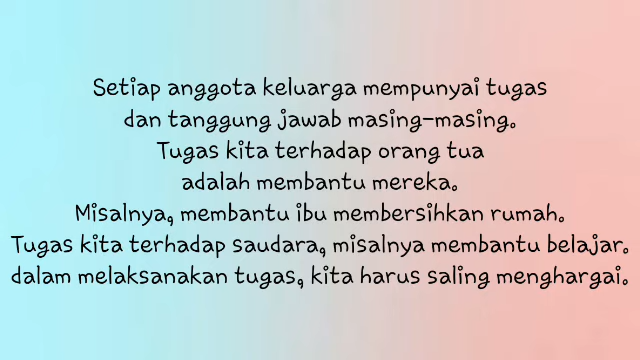 Setiap anggota keluarga mempunyai tugas
dan tanggung jawab masing-masing.
Tugas kita terhadap orang tua
adalah membantu mereka.
Misalnya, membantu ibu membersihkan rumah.
Tugas kita terhadap saudara, misalnya membantu belajar.
dalam melaksanakan tugas, kita harus saling menghargai.